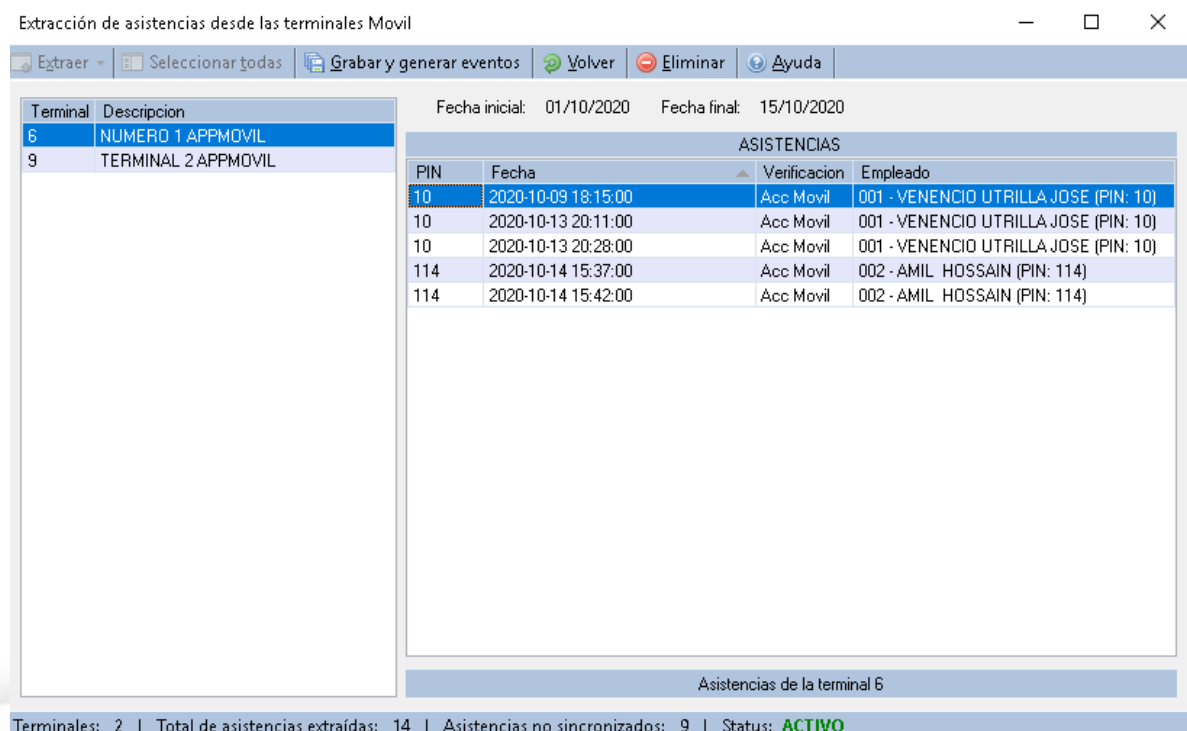 Extracción de asistencias desde las terminales Movil
Extraer Seleccionar todas Grabar y generar eventos Volver Eliminar Ayuda
Terminal Descripcion
6 NUMERO 1 APPMOVIL
9 TERMINAL 2 APPMOVIL
Fecha inicial: 01/10/2020 Fecha final: 15/10/2020
ASISTENCIAS
PIN Fecha Verificacion Empleado
10 2020-10-09 18:15:00 Acc Movil 001 - VENENCIO UTRILLA JOSE (PIN: 10)
10 2020-10-13 20:11:00 Acc Movil 001 - VENENCIO UTRILLA JOSE (PIN: 10)
10 2020-10-13 20:28:00 Acc Movil 001 - VENENCIO UTRILLA JOSE (PIN: 10)
114 2020-10-14 15:37:00 Acc Movil 002 - AMIL HOSSAIN (PIN: 114)
114 2020-10-14 15:42:00 Acc Movil 002 - AMIL HOSSAIN (PIN: 114)
Asistencias de la terminal 6
Terminales: 2 | Total de asistencias extraídas: 14 | Asistencias no sincronizados: 9 | Status: ACTIVO